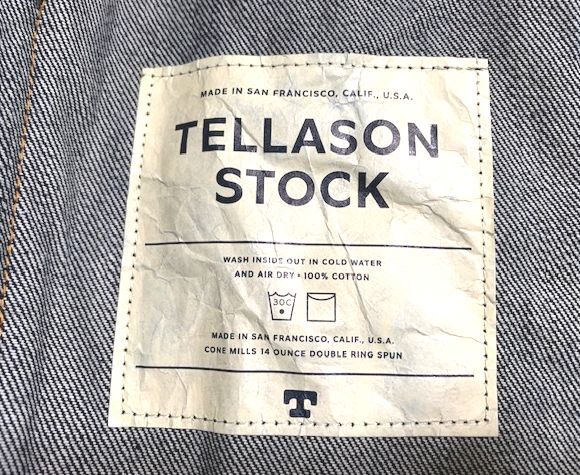 MADE IN SAN FRANCISCO, CALIF., U.S.A.
TELLASON
STOCK
WASH INSIDE OUT IN COLD WATER
AND AIR DRY • 100% COTTON
30C
MADE IN SAN FRANCISCO, CALIF., U.S.A.
CONE MILLS 14 OUNCE DOUBLE RING SPUN
T